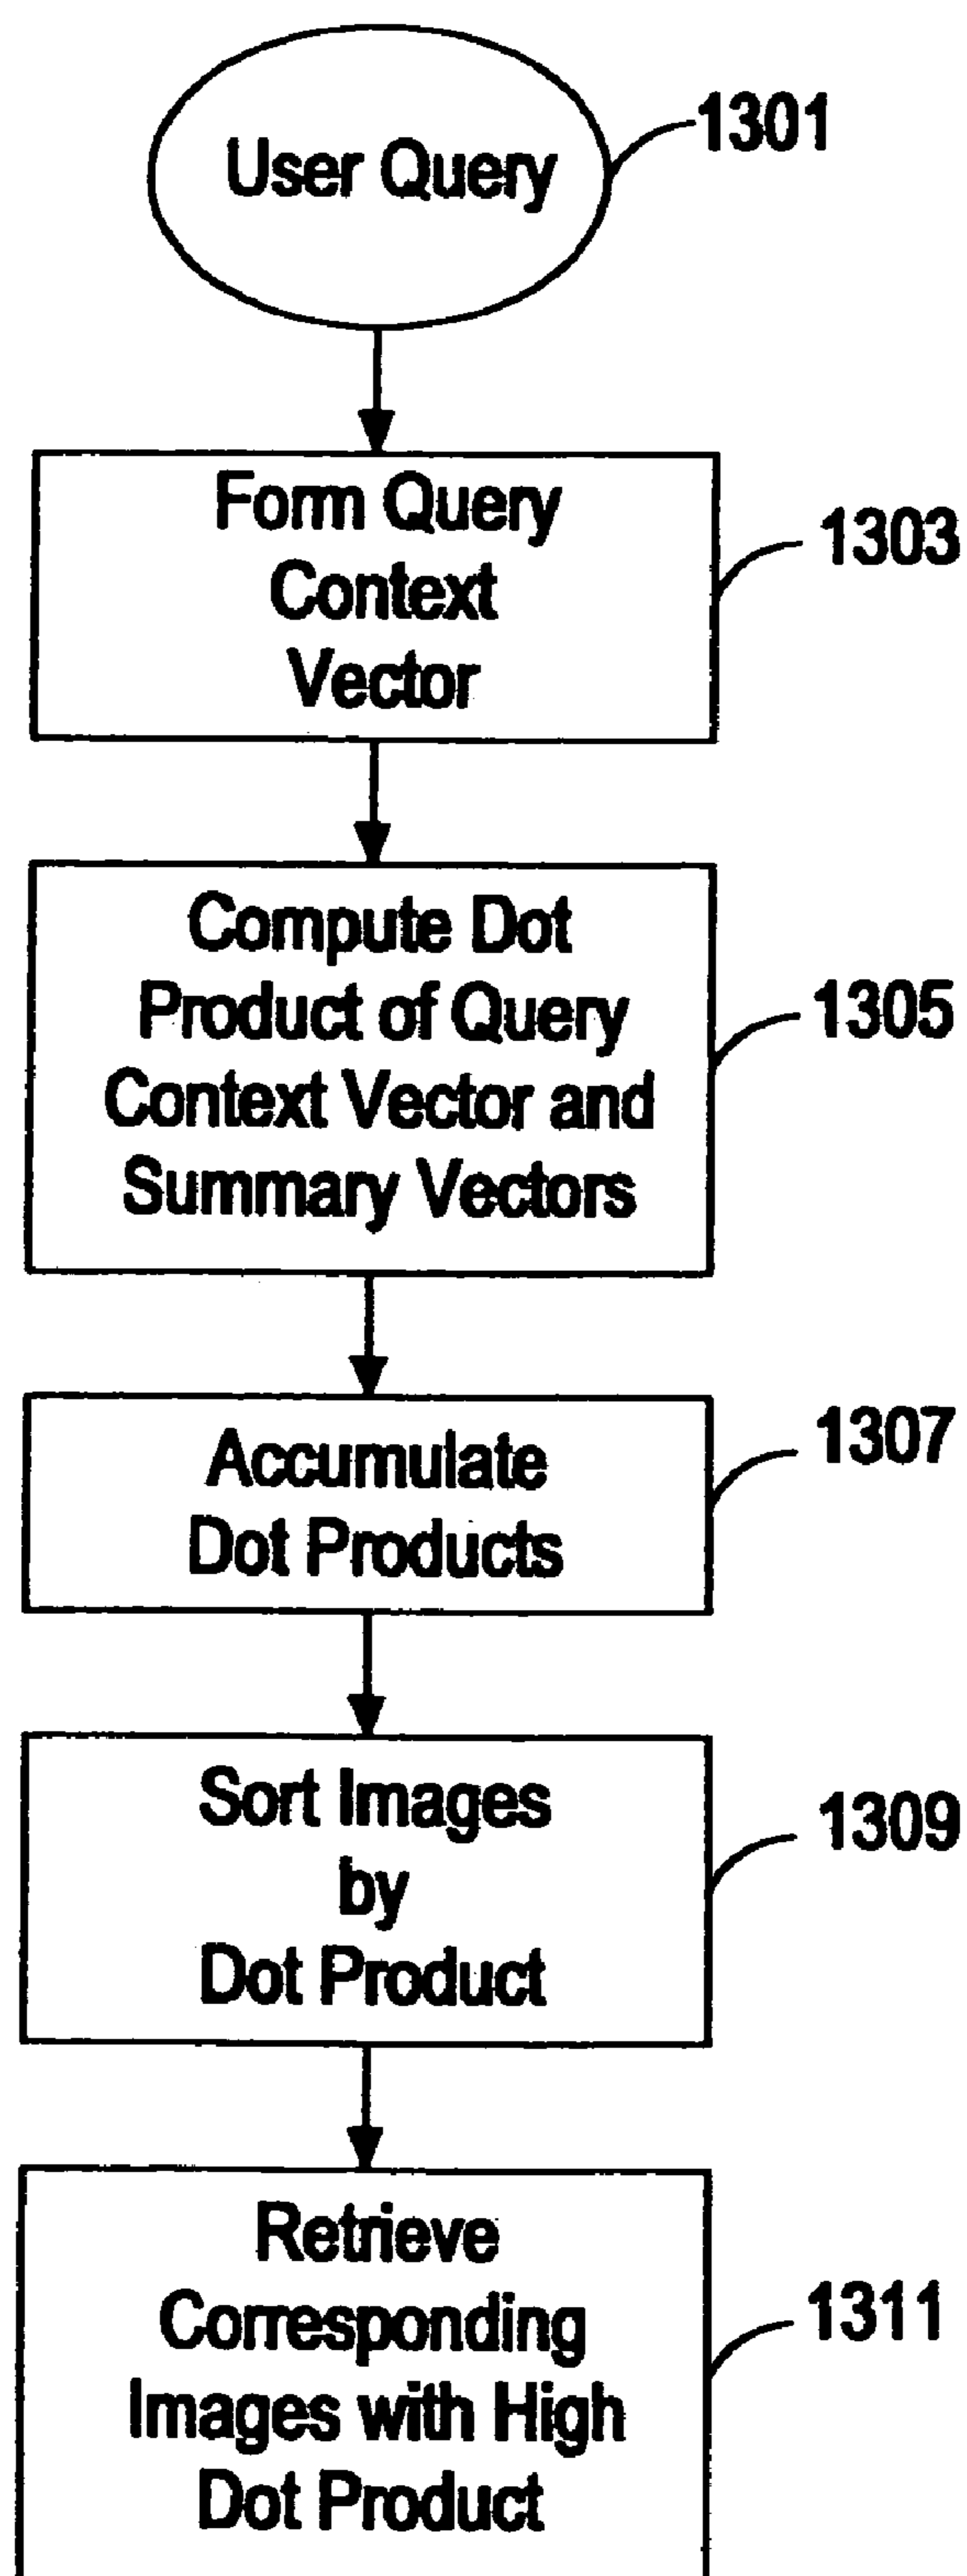 User Query
1301
Form Query
Context
Vector
1303
Compute Dot
Product of Query
Context Vector and
Summary Vectors
1305
Accumulate
Dot Products
1307
Sort Images
by
Dot Product
1309
Retrieve
Corresponding
Images with High
Dot Product
1311